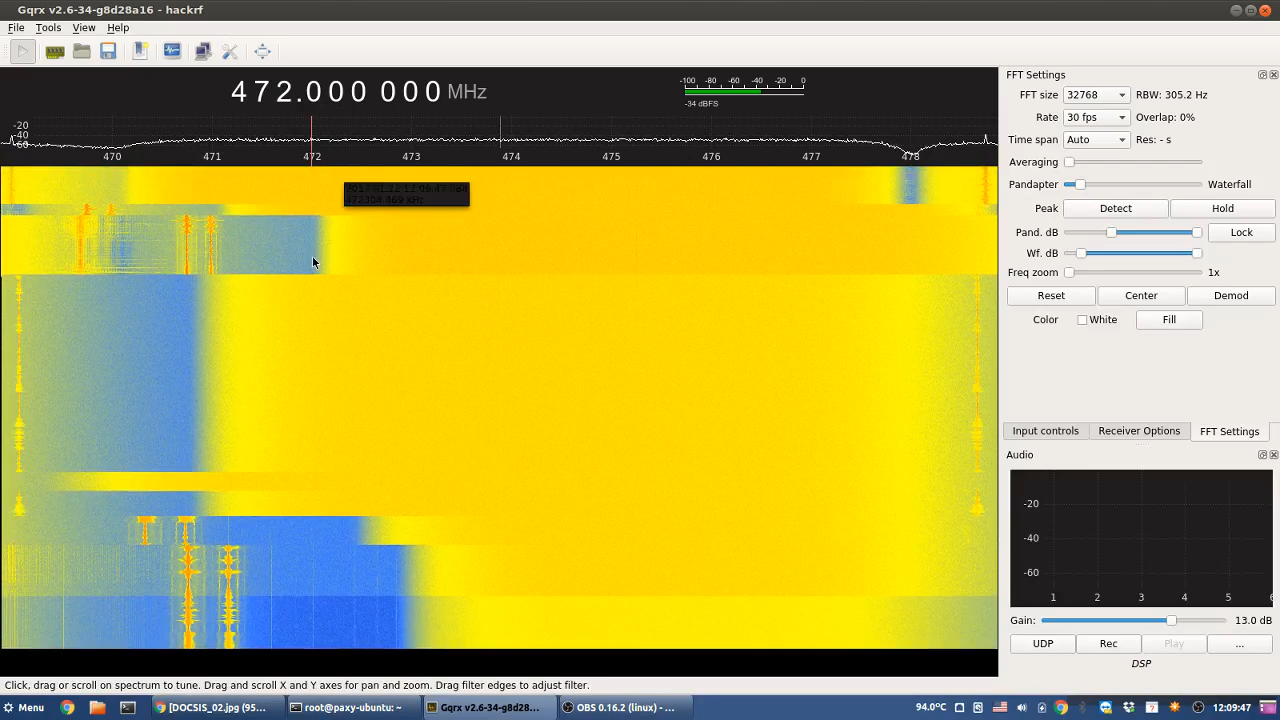 Gqrx v2.6-34-g8d28a16 - hackrf
File Tools View Help
472.000 000 MHz
-100 -80 -60 -40 -20 0
-34 dBFS
-20
-40
-60
470 471 472 473 474 475 476 477 478
FFT Settings
FFT size 32768 RBW: 305.2 Hz
Rate 30 fps Overlap: 0%
Time span Auto Res: - s
Averaging
Pandapter Waterfall
Peak Detect Hold
Pand. dB Lock
Wf. dB
Freq zoom 1x
Reset Center Demod
Color White Fill
Input controls Receiver Options FFT Settings
Audio
-20
-40
-60
1 2 3 4 5
Gain: 13.0 dB
UDP Rec Play ...
DSP
Click, drag or scroll on spectrum to tune. Drag and scroll X and Y axes for pan and zoom. Drag filter edges to adjust filter.
Menu [DOCSIS_02.jpg (95... root@paxy-ubuntu: ~ Gqrx v2.6-34-g8d28... OBS 0.16.2 (linux) - ... 94.0°C 12:09:47